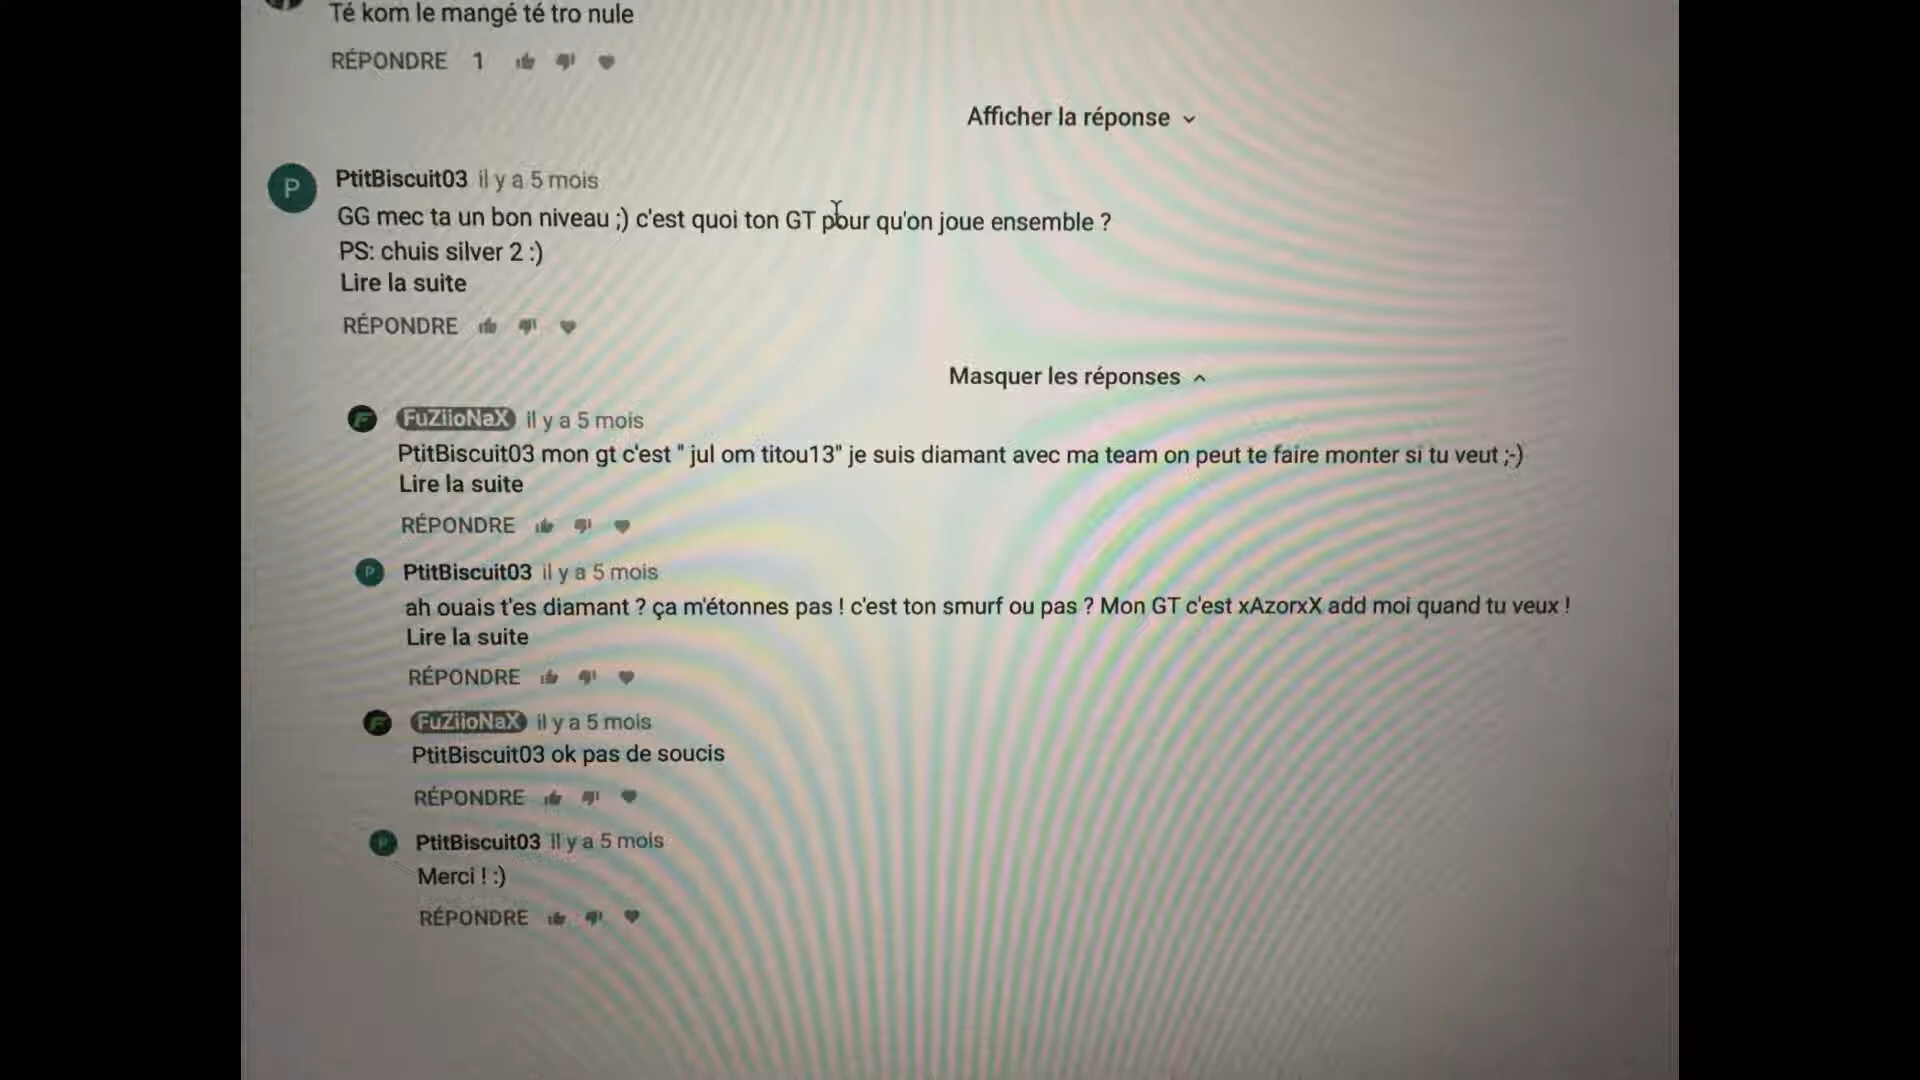 Té kom le mangé té tro nule
RÉPONDRE 1
Afficher la réponse
P
PtitBiscuit03 il y a 5 mois
GG mec ta un bon niveau ;) c'est quoi ton GT pour qu'on joue ensemble ?
PS: chuis silver 2 :)
Lire la suite
RÉPONDRE
Masquer les réponses
F
FuZiioNaX il y a 5 mois
PtitBiscuit03 mon gt c'est " jul om titou13" je suis diamant avec ma team on peut te faire monter si tu veut ;-)
Lire la suite
RÉPONDRE
P
PtitBiscuit03 il y a 5 mois
ah ouais t'es diamant ? ça m'étonnes pas ! c'est ton smurf ou pas ? Mon GT c'est xAzorxX add moi quand tu veux !
Lire la suite
RÉPONDRE
F
FuZiioNaX il y a 5 mois
PtitBiscuit03 ok pas de soucis
RÉPONDRE
P
PtitBiscuit03 il y a 5 mois
Merci ! :)
RÉPONDRE